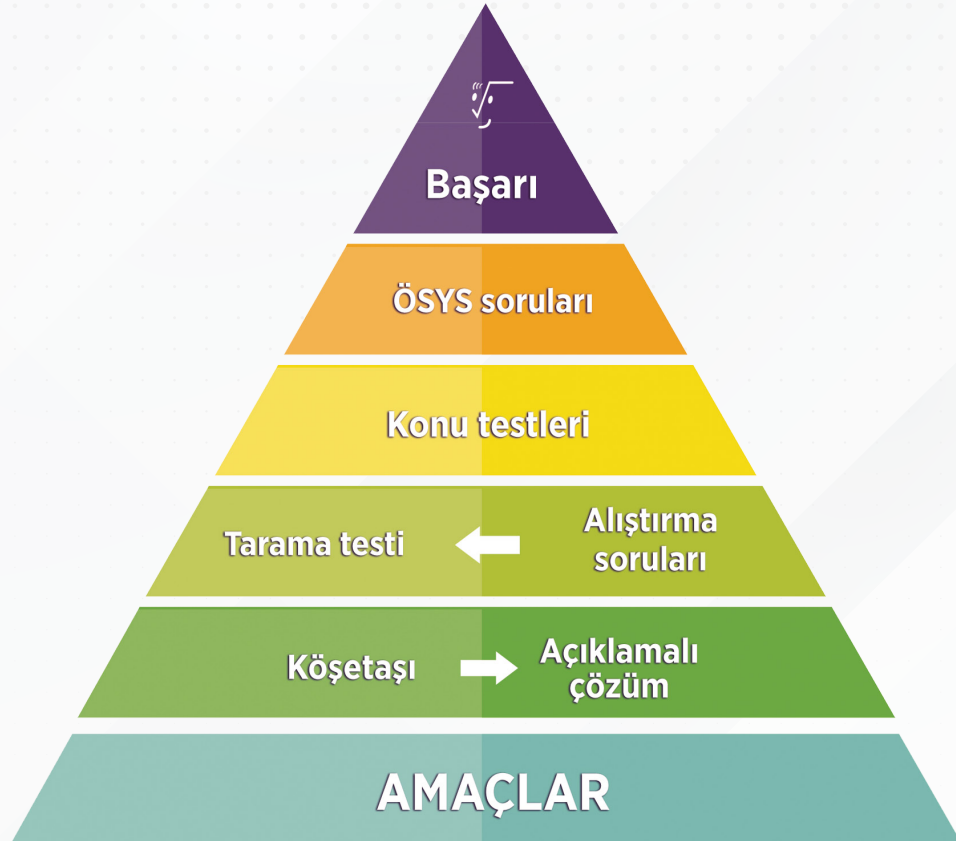 Başarı
ÖSYS soruları
Konu testleri
Tarama testi
Alıştırma
soruları
Köşetaşı
Açıklamalı
çözüm
AMAÇLAR